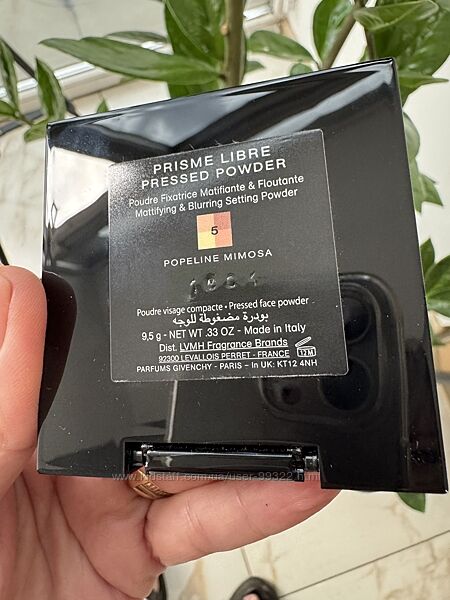 PRISME LIBRE
PRESSED POWDER
Poudre Fixatrice Matifiante & Floutante
Mattifying & Blurring Setting Powder
5
POPELINE MIMOSA
Poudre visage compacte • Pressed face powder
بودرة مضغوطة للوجه
9,5 g - NET WT .33 OZ - Made in Italy
Dist. LVMH Fragrance Brands
92300 LEVALLOIS PERRET - FRANCE
12M
PARFUMS GIVENCHY - PARIS - In UK: KT12 4NH